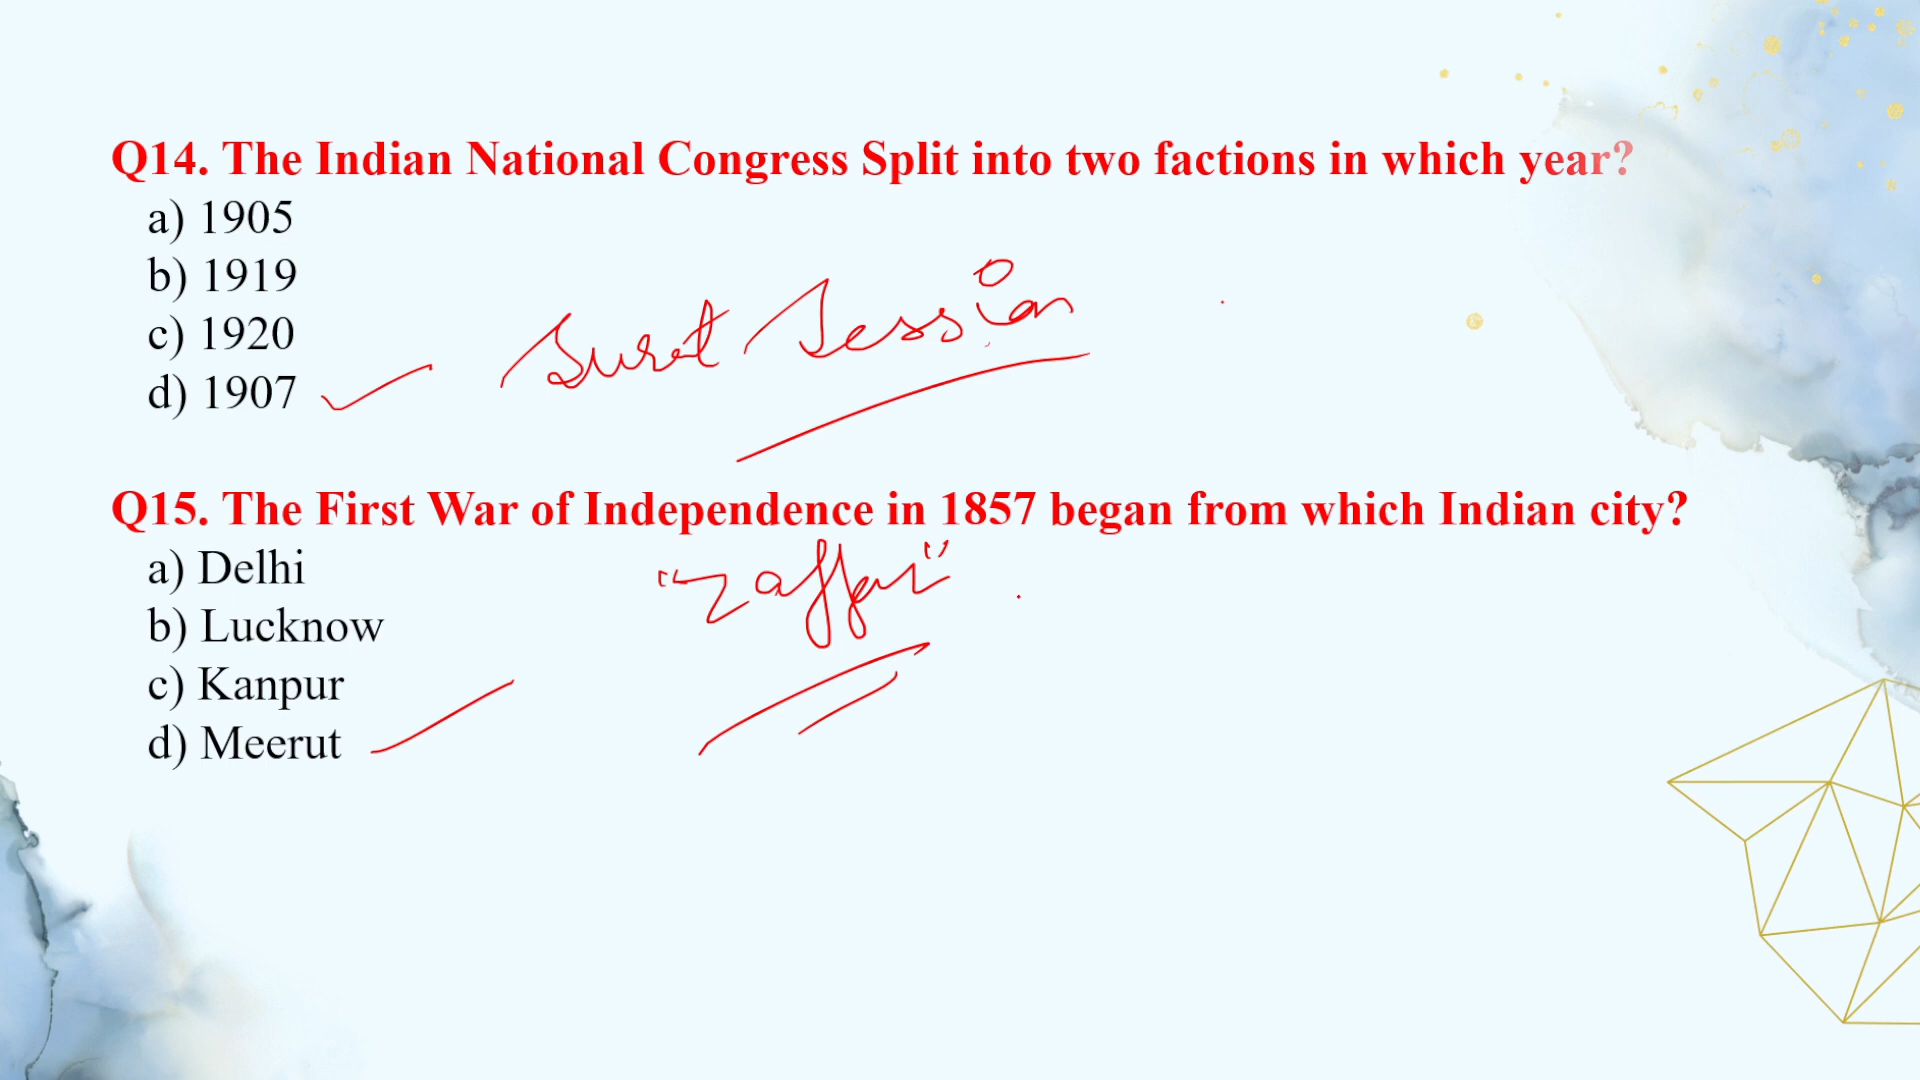 Q14. The Indian National Congress Split into two factions in which year?
a) 1905
b) 1919
c) 1920
d) 1907
Surat Session
Q15. The First War of Independence in 1857 began from which Indian city?
a) Delhi
"Zaffar"
b) Lucknow
c) Kanpur
d) Meerut